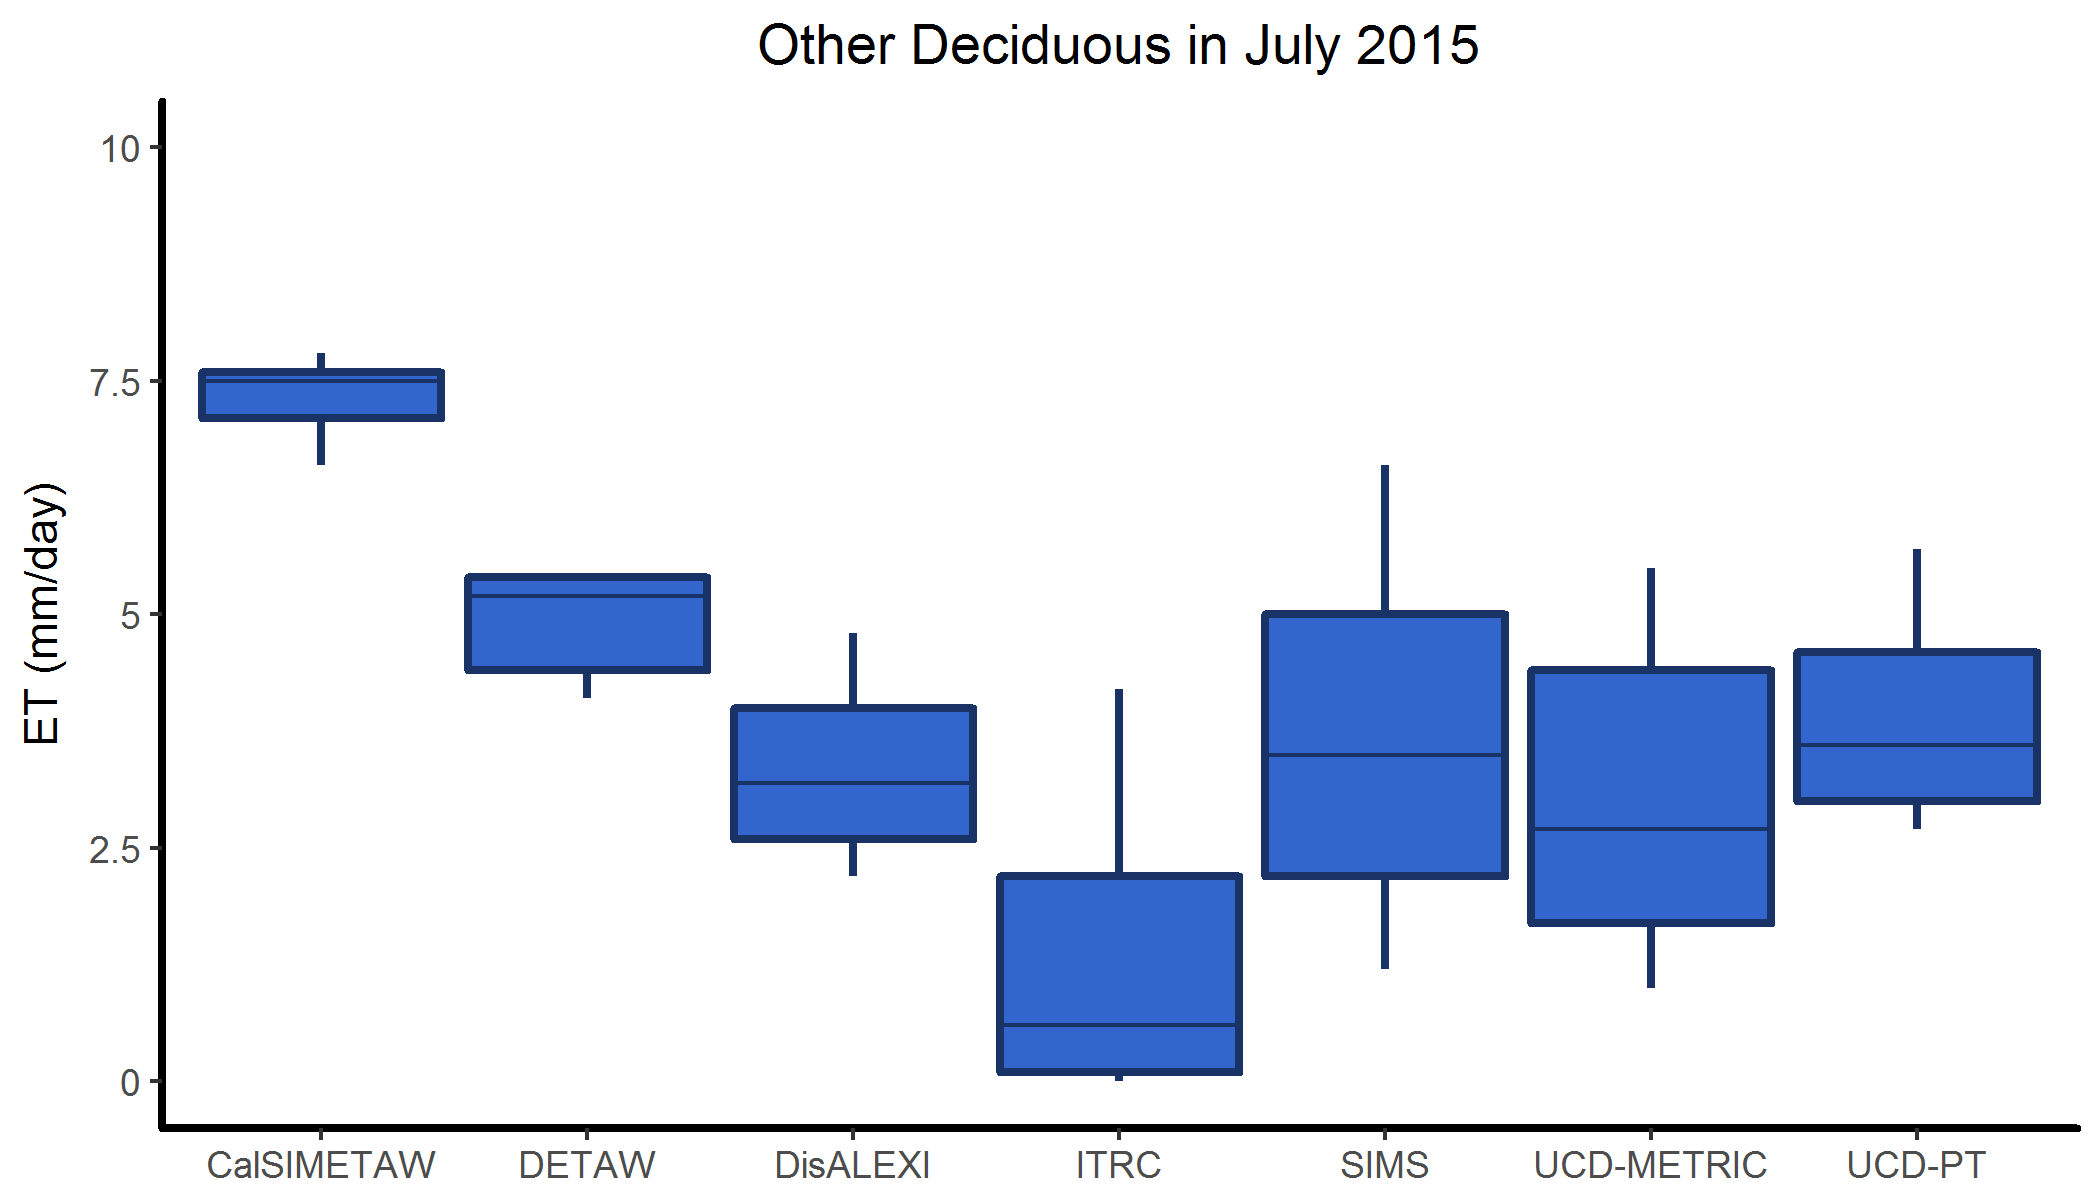 Other Deciduous in July 2015
ET (mm/day)
10
7.5
5
2.5
0
CalSIMETAW DETAW DisALEXI ITRC SIMS UCD-METRIC UCD-PT